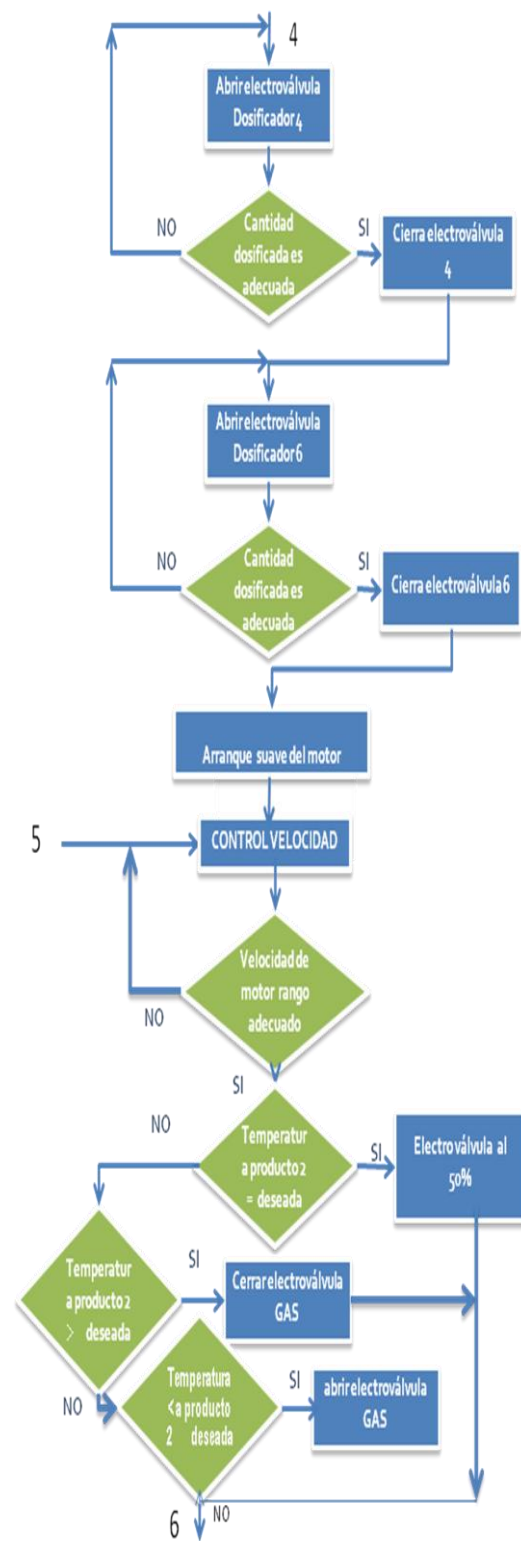 4
Abrir electroválvula
Dosificador 4
NO
Cantidad
dosificada es
adecuada
SI
Cierra electroválvula
4
Abrir electroválvula
Dosificador 6
NO
Cantidad
dosificada es
adecuada
SI
Cierra electroválvula 6
Arranque suave del motor
5
CONTROL VELOCIDAD
Velocidad de
motor rango
adecuado
NO
SI
NO
Temperatur
a producto 2
= deseada
SI
Electroválvula al
50%
Temperatur
a producto 2
> deseada
SI
Cerrar electroválvula
GAS
NO
Temperatura
< a producto
2 deseada
SI
abrir electroválvula
GAS
6
NO